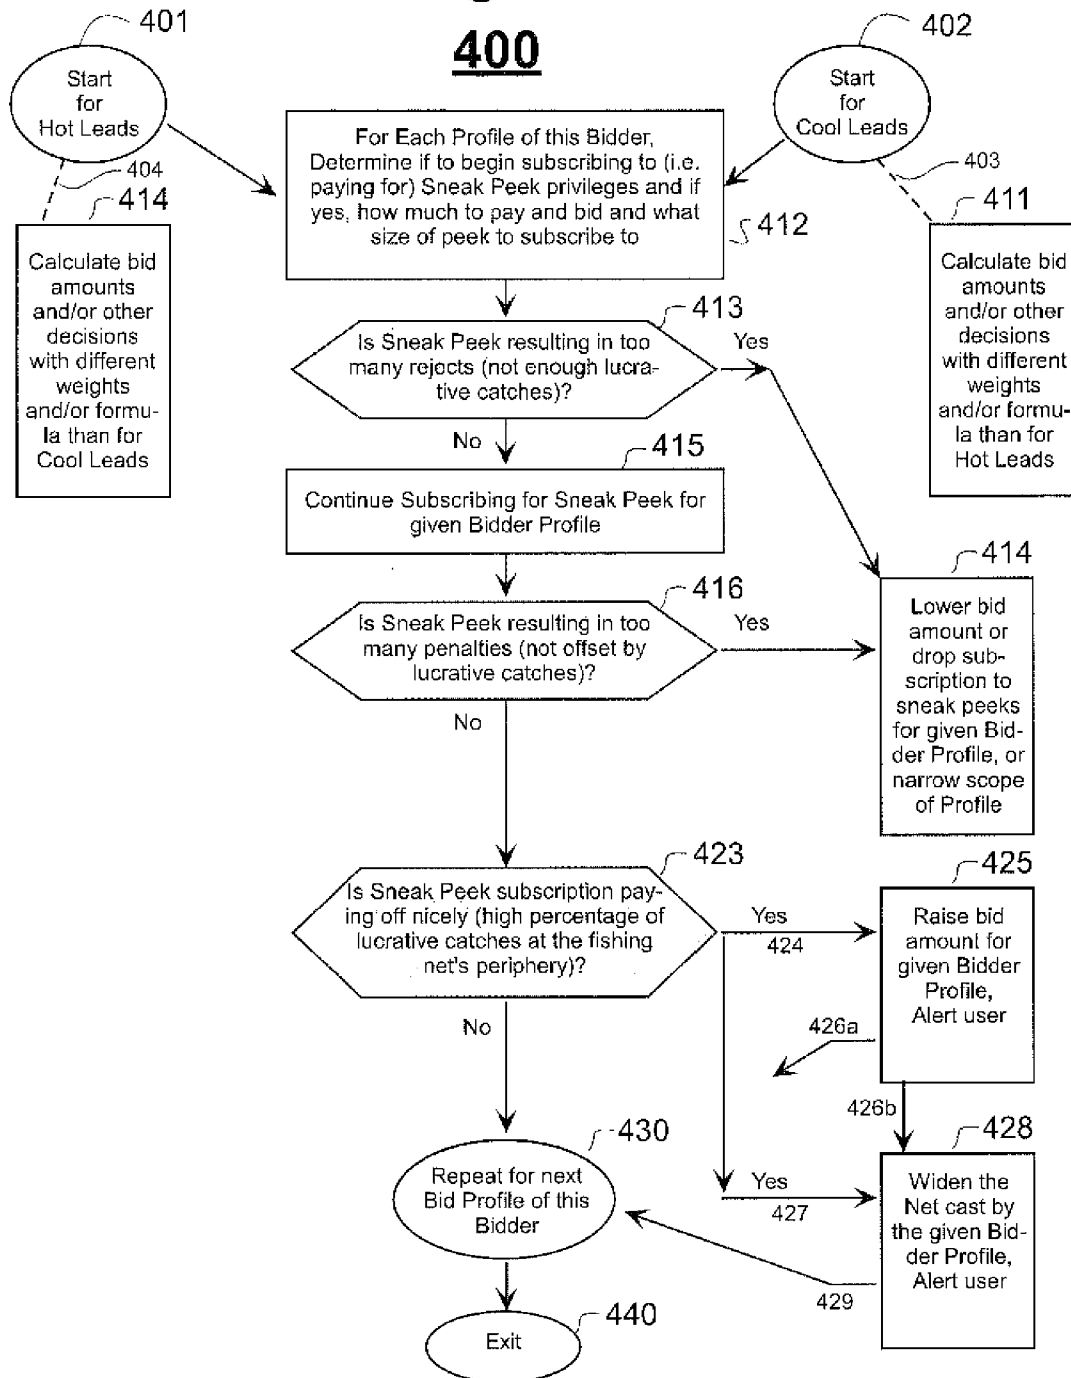 400
401
Start
for
Hot Leads
404
414
Calculate bid
amounts
and/or other
decisions
with different
weights
and/or formu-
la than for
Cool Leads
402
Start
for
Cool Leads
403
411
Calculate bid
amounts
and/or other
decisions
with different
weights
and/or formu-
la than for
Hot Leads
For Each Profile of this Bidder,
Determine if to begin subscribing to (i.e.
paying for) Sneak Peek privileges and if
yes, how much to pay and bid and what
size of peek to subscribe to
412
413
Is Sneak Peek resulting in too
many rejects (not enough lucra-
tive catches)?
Yes
No
415
Continue Subscribing for Sneak Peek for
given Bidder Profile
416
Is Sneak Peek resulting in too
many penalties (not offset by
lucrative catches)?
Yes
No
414
Lower bid
amount or
drop sub-
scription to
sneak peeks
for given Bid-
der Profile, or
narrow scope
of Profile
423
Is Sneak Peek subscription pay-
ing off nicely (high percentage of
lucrative catches at the fishing
net's periphery)?
Yes
424
No
425
Raise bid
amount for
given Bidder
Profile,
Alert user
426a
426b
428
Yes
427
Widen the
Net cast by
the given Bid-
der Profile,
Alert user
429
430
Repeat for next
Bid Profile of this
Bidder
440
Exit